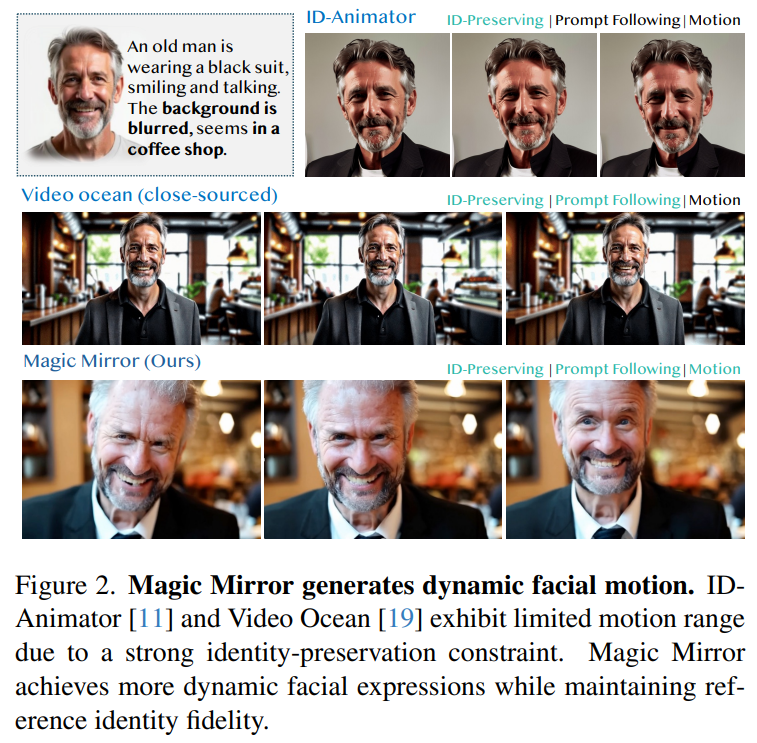 An old man is
wearing a black suit,
smiling and talking.
The background is
blurred, seems in a
coffee shop.
ID-Animator
ID-Preserving | Prompt Following | Motion
Video ocean (close-sourced)
ID-Preserving | Prompt Following | Motion
Magic Mirror (Ours)
ID-Preserving | Prompt Following | Motion
Figure 2. Magic Mirror generates dynamic facial motion. ID-
Animator [11] and Video Ocean [19] exhibit limited motion range
due to a strong identity-preservation constraint. Magic Mirror
achieves more dynamic facial expressions while maintaining ref-
erence identity fidelity.